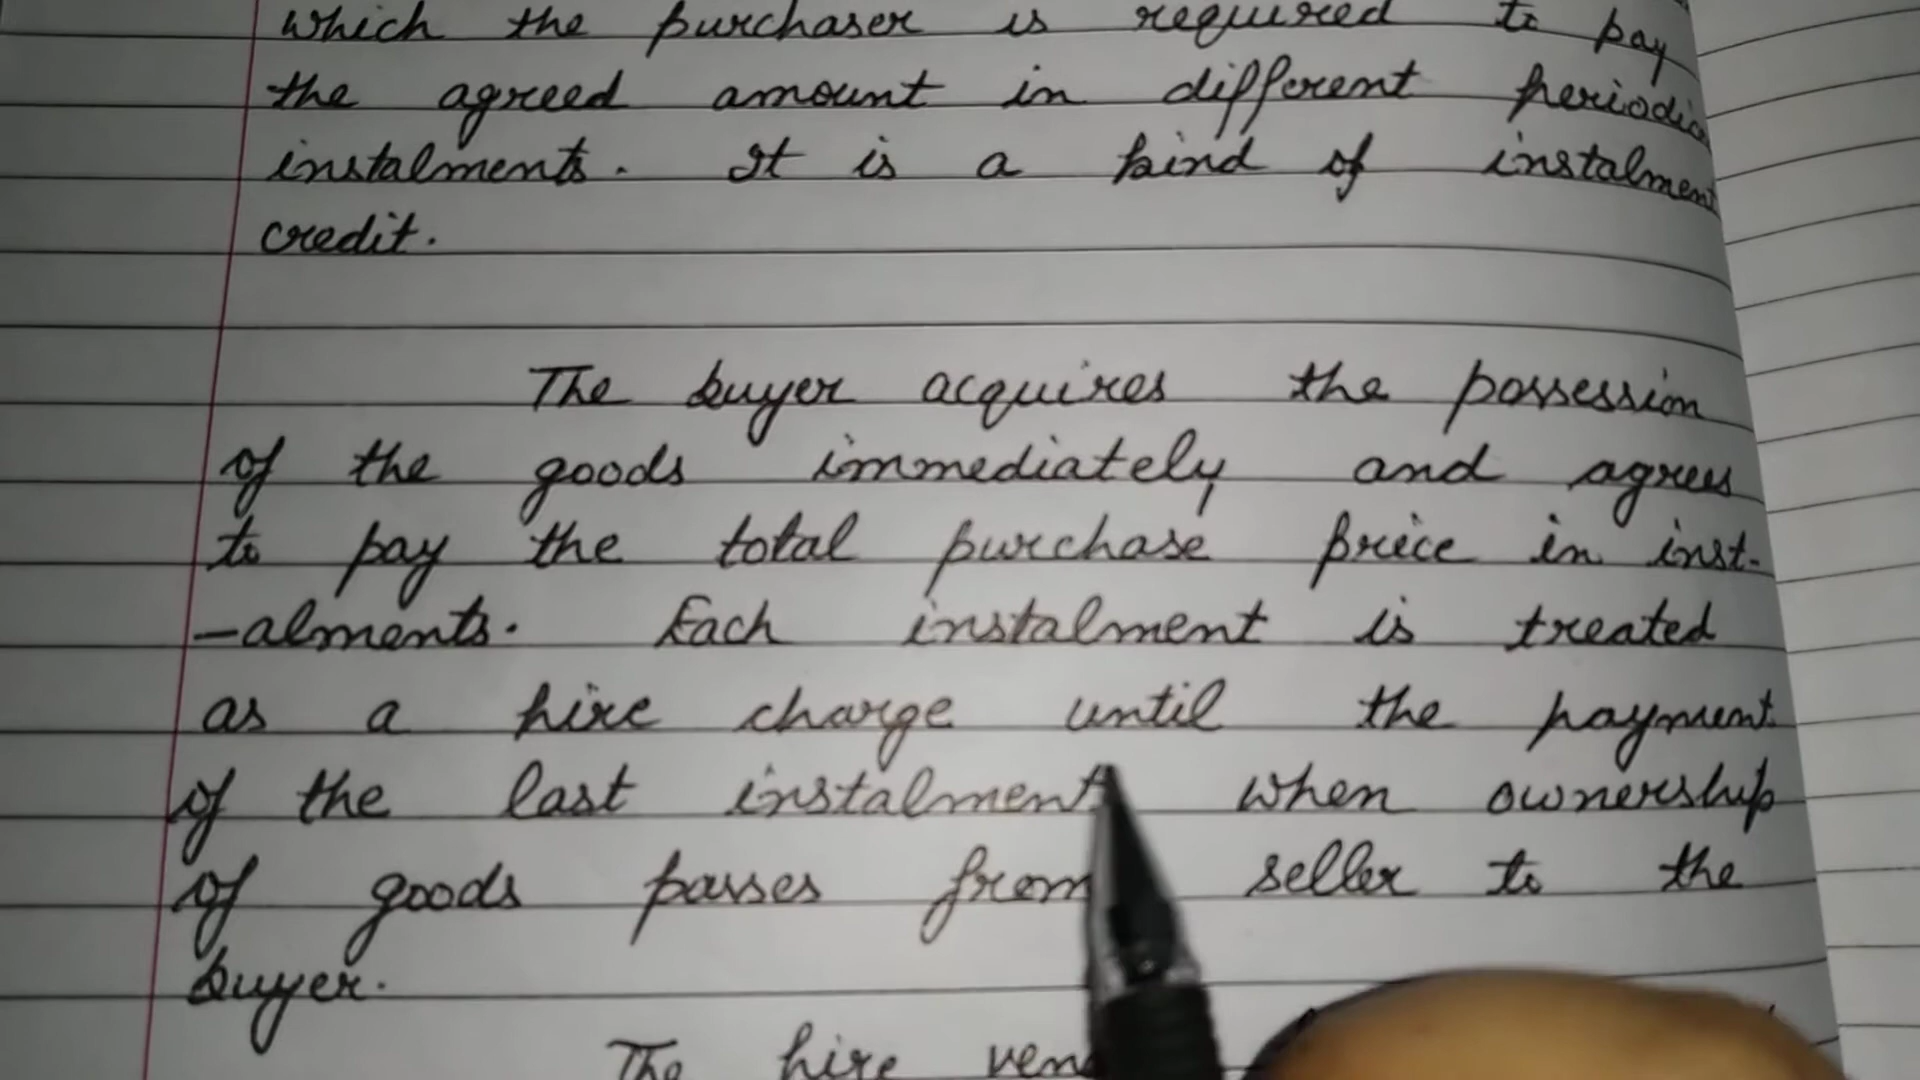 which the purchaser is required to pay
the agreed amount in different periodic
instalments. It is a kind of instalment
credit.
The buyer acquires the possession
of the goods immediately and agrees
to pay the total purchase price in inst-
-alments. Each instalment is treated
as a hire charge until the payment
of the last instalment when ownership
of goods passes from seller to the
buyer.
The hire